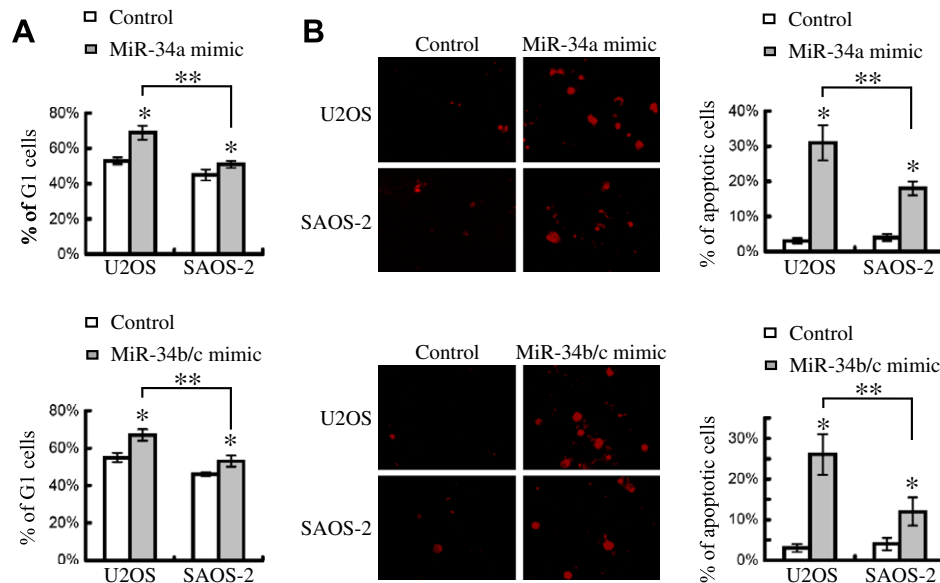 A
Control
MiR-34a mimic
**
% of G1 cells
80%
60%
40%
20%
0%
*
*
U2OS
SAOS-2
Control
MiR-34b/c mimic
**
% of G1 cells
80%
60%
40%
20%
0%
*
*
U2OS
SAOS-2
B
Control
MiR-34a mimic
U2OS
SAOS-2
Control
MiR-34a mimic
**
% of apoptotic cells
40%
30%
20%
10%
0%
*
*
U2OS
SAOS-2
Control
MiR-34b/c mimic
U2OS
SAOS-2
Control
MiR-34b/c mimic
**
% of apoptotic cells
30%
20%
10%
0%
*
*
U2OS
SAOS-2